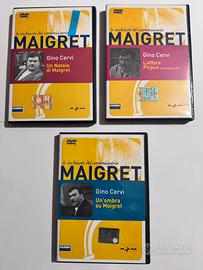 DVD
le inchieste del commissario
MAIGRET
Gino Cervi
Un Natale
di Maigret
DVD
le inchieste del commissario
MAIGRET
Gino Cervi
L'affare
Picpus
DVD
le inchieste del commissario
MAIGRET
Gino Cervi
Un'ombra
su Maigret
subito